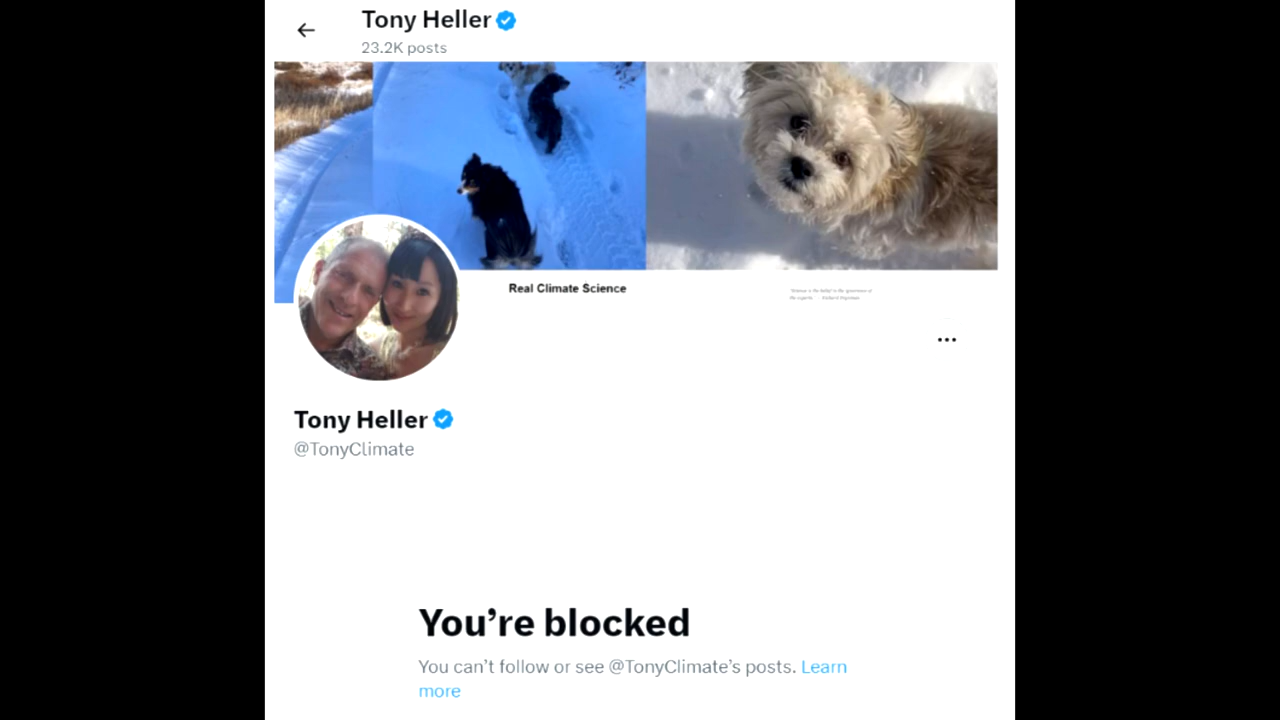 Tony Heller
23.2K posts
Real Climate Science
Tony Heller
@TonyClimate
You're blocked
You can't follow or see @TonyClimate's posts. Learn
more